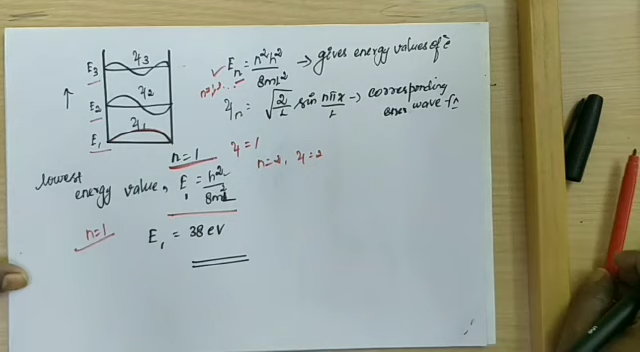 E₃ ψ₃
E₂ ψ₂
E₁ ψ₁
✓ Eₙ = n²h²/8mL² → gives energy values of e⁻
ψₙ = √(2/L) sin nπx/L → corresponding
wave fn
n=1 ψ=1
n=2, ψ=2
lowest
energy value, E₁ = h²/8mL²
n=1 E₁ = 38 eV